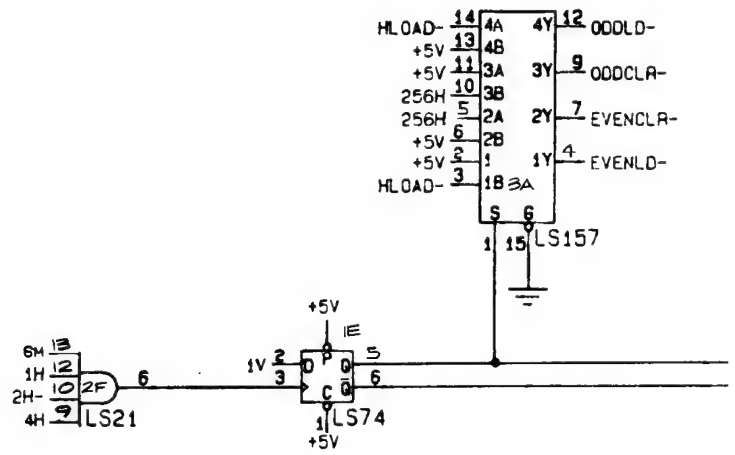 HLOAD- 14 4A 4Y 12 ODDLD-
+5V 13 4B
+5V 11 3A 3Y 9 ODDCLR-
256H 10 3B
256H 5 2A 2Y 7 EVENCLR-
+5V 6 2B
+5V 2 1 1Y 4 EVENLD-
HLOAD- 3 1B 3A
S G
1 15 LS157
+5V
1E
6M 13
1H 12
2H- 10 2F 6
4H 9 LS21
P
1V 2 D Q 5
3 Q 6
C
1 LS74
+5V